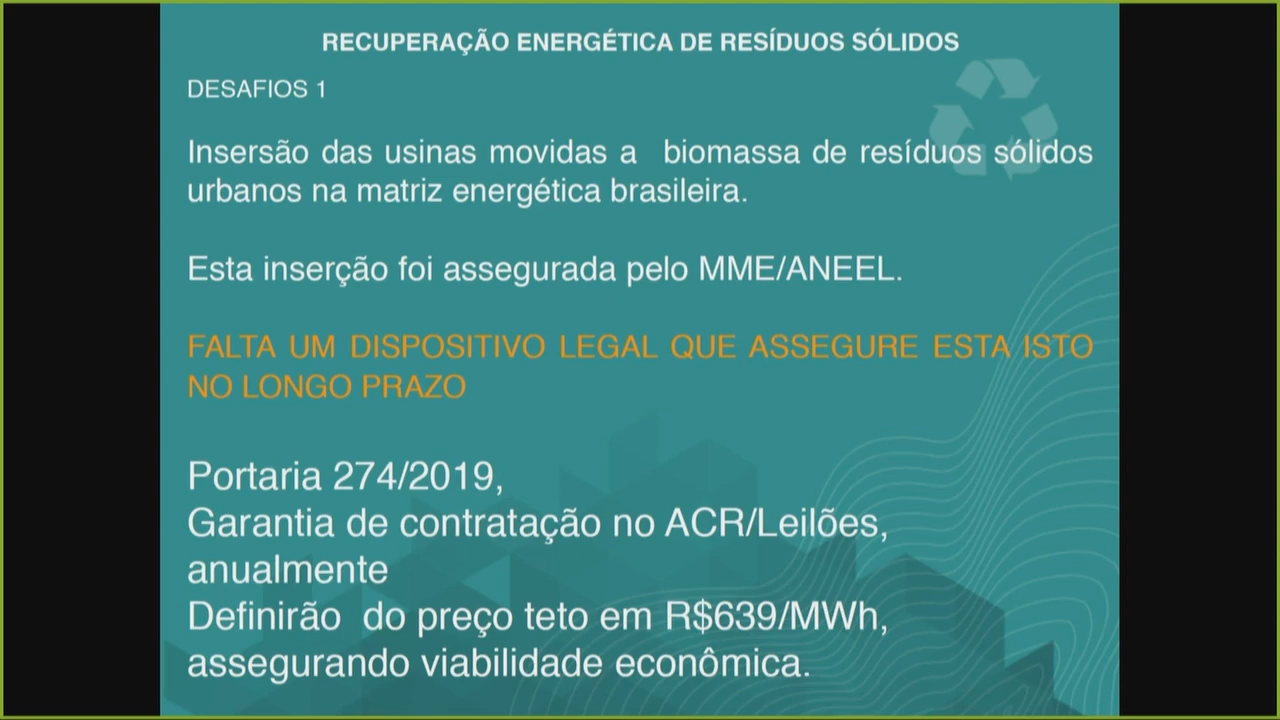 RECUPERAÇÃO ENERGÉTICA DE RESÍDUOS SÓLIDOS
DESAFIOS 1
Insersão das usinas movidas a biomassa de resíduos sólidos
urbanos na matriz energética brasileira.
Esta inserção foi assegurada pelo MME/ANEEL.
FALTA UM DISPOSITIVO LEGAL QUE ASSEGURE ESTA ISTO
NO LONGO PRAZO
Portaria 274/2019,
Garantia de contratação no ACR/Leilões,
anualmente
Definirão do preço teto em R$639/MWh,
assegurando viabilidade econômica.